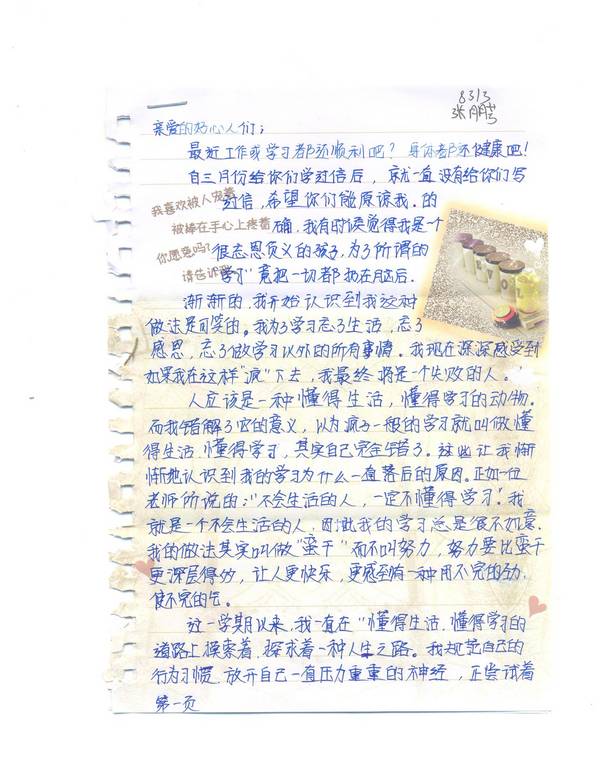 8313
张朋
亲爱的好心人们：
最近工作或学习都还顺利吧？身体都还健康吧！
自三月份给你们写过信后，就一直没有给你们写
过信，希望你们能原谅我。的
确，我有时候觉得我是个
很忘恩负义的孩子，为了所谓的
“学习”竟把一切都抛在脑后.
我喜欢被人宠着
被捧在手心上疼着
你愿意吗?
请告诉我
渐渐的，我开始认识到我这种
做法是可笑的。我为了学习忘了生活，忘了
感恩，忘了做学习以外的所有事情。我现在深深感受到
如果我在这样“疯”下去，我最终将是个失败的人。
人应该是一种懂得生活，懂得学习的动物.
而我错解了它的意义，以为疯了一般的学习就叫做懂
得生活.懂得学习，其实自己完全错了。这些让我渐
渐地认识到我的学习为什么一直落后的原因。正如一位
老师所说的：“不会生活的人，一定不懂得学习”.我
就是一个不会生活的人，因此我的学习总是很不如意.
我的做法其实叫做“蛮干”而不叫努力，努力要比蛮干
更深层得多，让人更快乐，更感到有一种用不完的劲.
使不完的气。
这一学期以来，我一直在“懂得生活.懂得学习的
道路上摸索着.探求着一种人生之路。我规范自己的
行为习惯.放开自己一直压力重重的神经，正尝试着
第一页